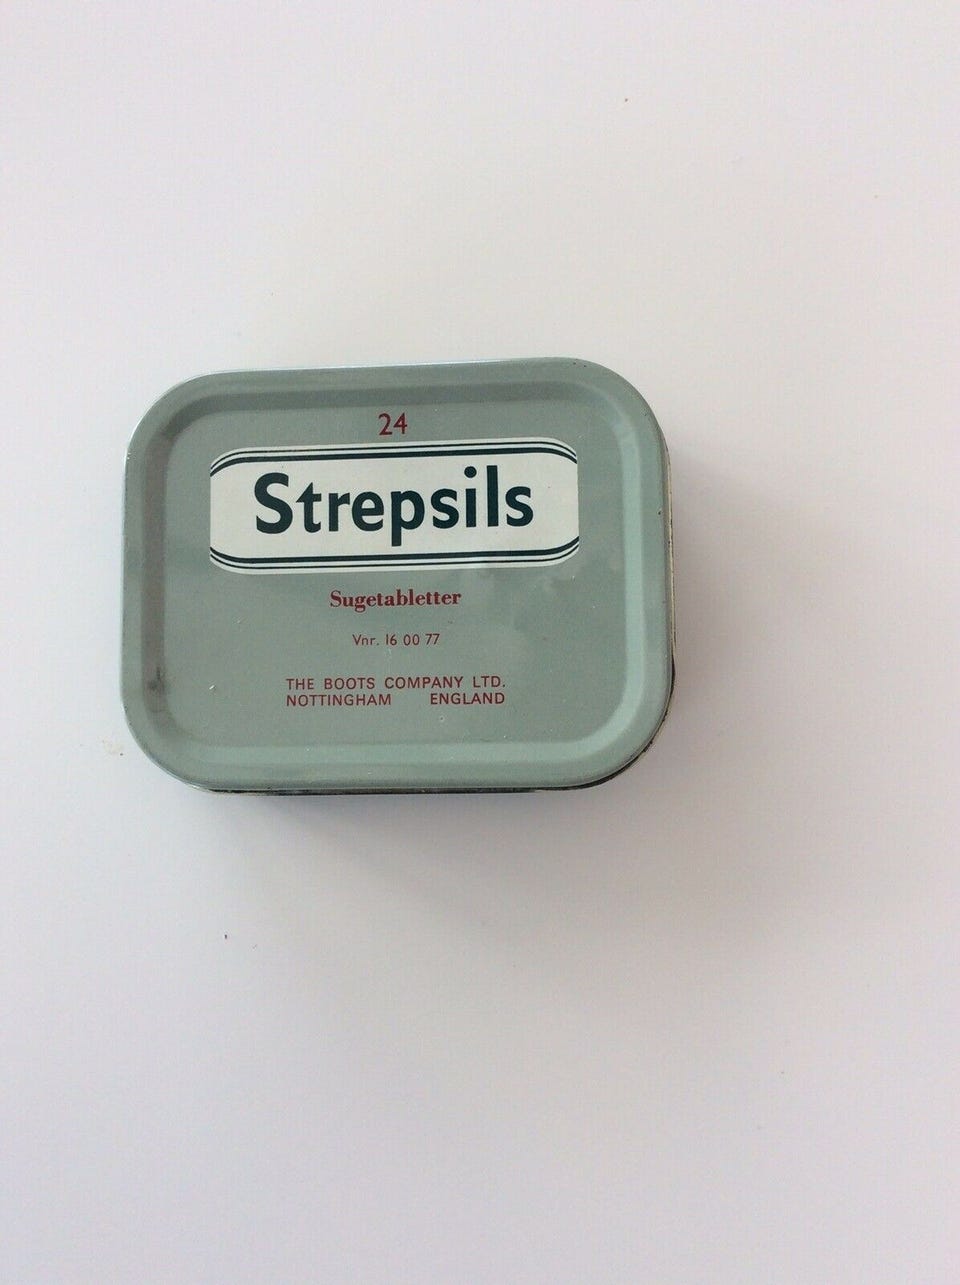 24
Strepsils
Sugetabletter
Vnr. 16 00 77
THE BOOTS COMPANY LTD.
NOTTINGHAM ENGLAND